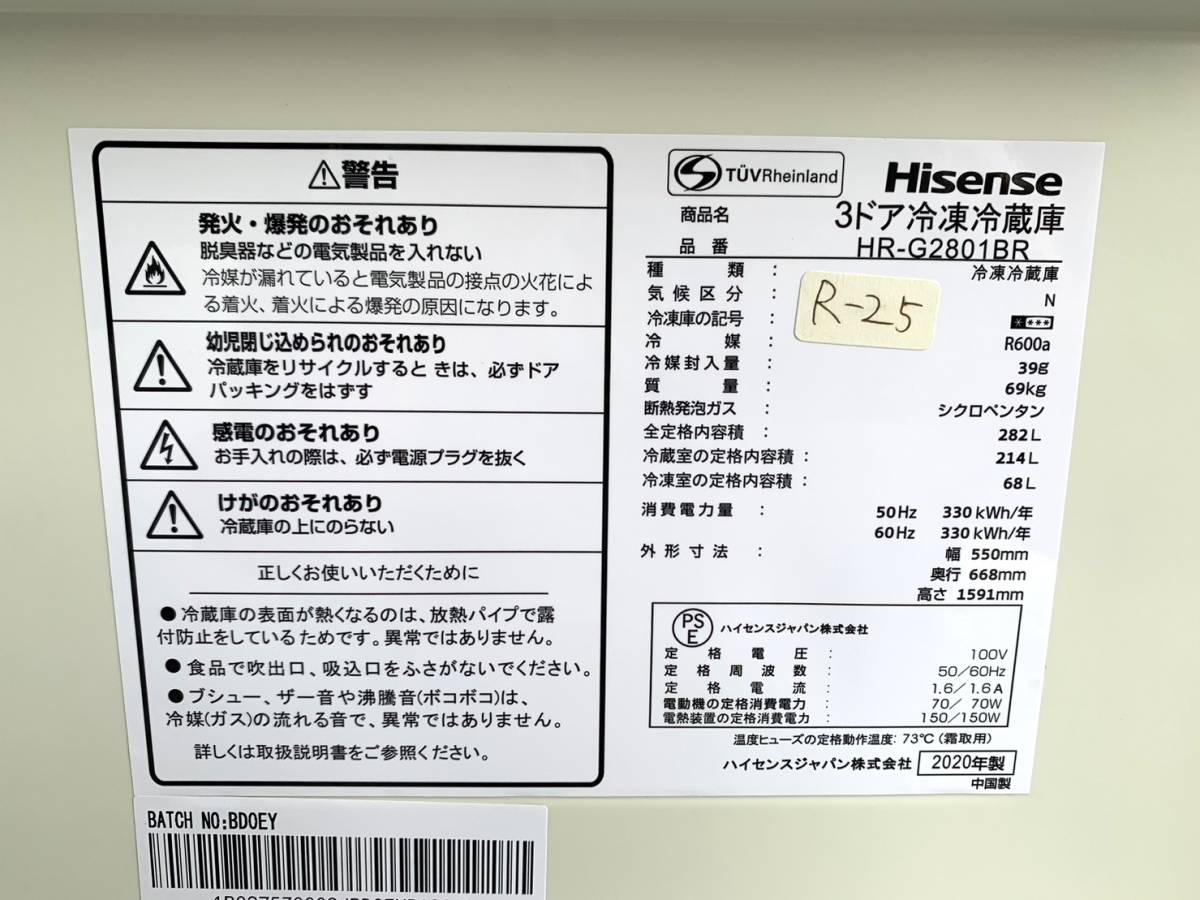 ⚠警告
発火・爆発のおそれあり
脱臭器などの電気製品を入れない
冷媒が漏れていると電気製品の接点の火花によ
る着火、着火による爆発の原因になります。
幼児閉じ込められのおそれあり
冷蔵庫をリサイクルすると きは、必ずドア
パッキングをはずす
感電のおそれあり
お手入れの際は、必ず電源プラグを抜く
けがのおそれあり
冷蔵庫の上にのらない
正しくお使いいただくために
●冷蔵庫の表面が熱くなるのは、放熱パイプで露
付防止をしているためです。異常ではありません。
●食品で吹出口、吸込口をふさがないでください。
●ブシュー、ザー音や沸騰音(ボコボコ)は、
冷媒(ガス)の流れる音で、異常ではありません。
詳しくは取扱説明書をご参照ください。
TÜVRheinland
Hisense
商品名 3ドア冷凍冷蔵庫
品番 HR-G2801BR
種類 : 冷凍冷蔵庫
気候区分 : N
冷凍庫の記号 : ****
冷媒 : R600a
冷媒封入量 : 39g
質量 : 69kg
断熱発泡ガス : シクロペンタン
全定格内容積 : 282L
冷蔵室の定格内容積 : 214L
冷凍室の定格内容積 : 68L
消費電力量 : 50Hz 330kWh/年
60Hz 330kWh/年
外形寸法 : 幅 550mm
奥行 668mm
高さ 1591mm
R-25
PSE ハイセンスジャパン株式会社
定格電圧 : 100V
定格周波数 : 50/60Hz
定格電流 : 1.6/1.6A
電動機の定格消費電力 : 70/ 70W
電熱装置の定格消費電力 : 150/150W
温度ヒューズの定格動作温度: 73℃(霜取用)
ハイセンスジャパン株式会社 2020年製
中国製
BATCH NO:BD0EY